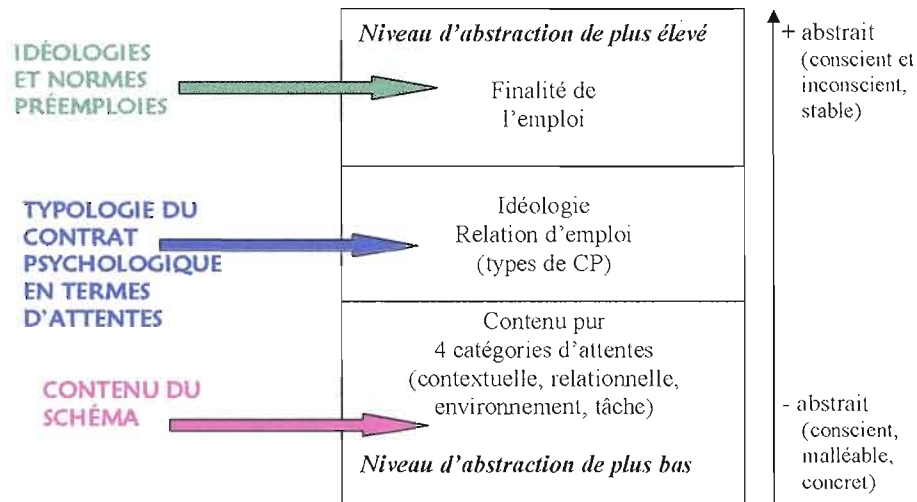 IDÉOLOGIES
ET NORMES
PRÉEMPLOIES
Niveau d'abstraction de plus élevé
Finalité de
l'emploi
+ abstrait
(conscient et
inconscient,
stable)
TYPOLOGIE DU
CONTRAT
PSYCHOLOGIQUE
EN TERMES
D'ATTENTES
Idéologie
Relation d'emploi
(types de CP)
CONTENU DU
SCHÉMA
Contenu pur
4 catégories d'attentes
(contextuelle, relationnelle,
environnement, tâche)
Niveau d'abstraction de plus bas
- abstrait
(conscient,
malléable,
concret)